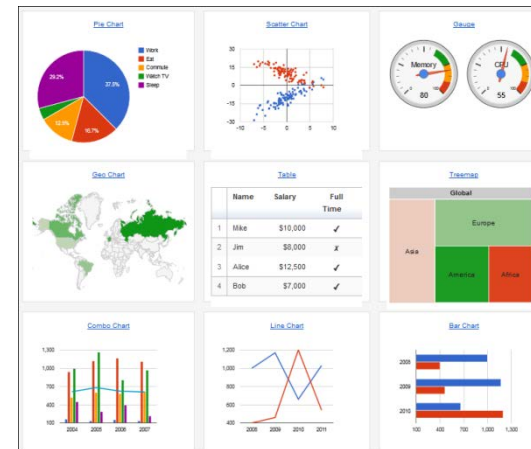 Pie Chart
Work
Eat
Commute
Watch TV
Sleep
37.5%
16.7%
12.5%
29.2%
Scatter Chart
30
15
0
-15
-30
-10 -5 0 5 10
Gauge
Memory
80
0 100
CPU
55
0
Geo Chart
Table
Name Salary Full Time
1 Mike $10,000 ✓
2 Jim $8,000 ✗
3 Alice $12,500 ✓
4 Bob $7,000 ✓
Treemap
Global
Asia
Europe
America
Africa
Combo Chart
1,300
1,000
700
400
100
2004 2005 2006 2007
Line Chart
1,200
1,000
800
600
400
2008 2009 2010 2011
Bar Chart
2008
2009
2010
100 400 700 1,000 1,300